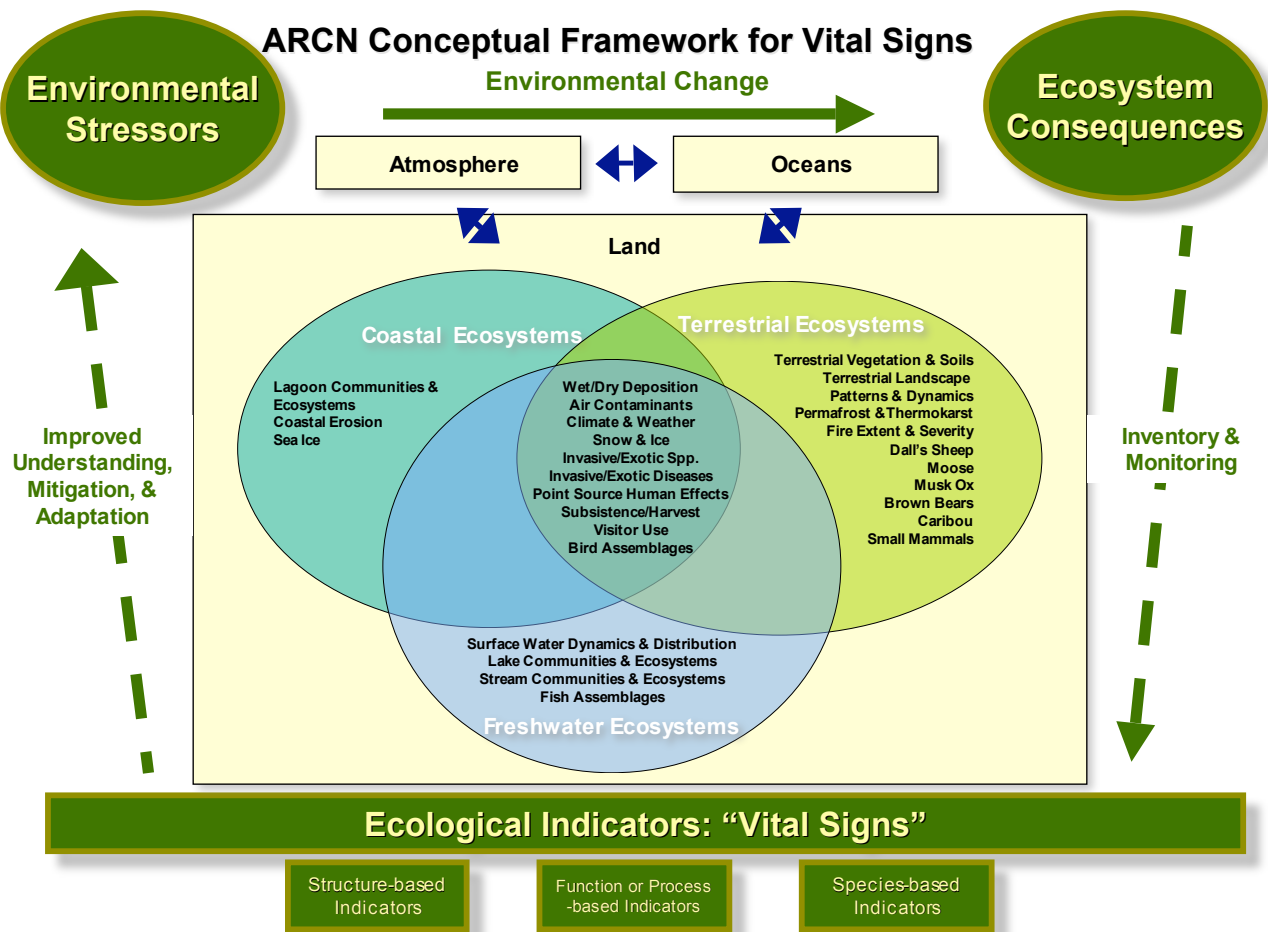 ARCN Conceptual Framework for Vital Signs
Environmental
Stressors
Environmental Change
Ecosystem
Consequences
Atmosphere
Oceans
Land
Coastal Ecosystems
Terrestrial Ecosystems
Lagoon Communities &
Ecosystems
Coastal Erosion
Sea Ice
Wet/Dry Deposition
Air Contaminants
Climate & Weather
Snow & Ice
Invasive/Exotic Spp.
Invasive/Exotic Diseases
Point Source Human Effects
Subsistence/Harvest
Visitor Use
Bird Assemblages
Terrestrial Vegetation & Soils
Terrestrial Landscape
Patterns & Dynamics
Permafrost &Thermokarst
Fire Extent & Severity
Dall's Sheep
Moose
Musk Ox
Brown Bears
Caribou
Small Mammals
Surface Water Dynamics & Distribution
Lake Communities & Ecosystems
Stream Communities & Ecosystems
Fish Assemblages
Freshwater Ecosystems
Improved
Understanding,
Mitigation, &
Adaptation
Inventory &
Monitoring
Ecological Indicators: “Vital Signs”
Structure-based
Indicators
Function or Process
-based Indicators
Species-based
Indicators